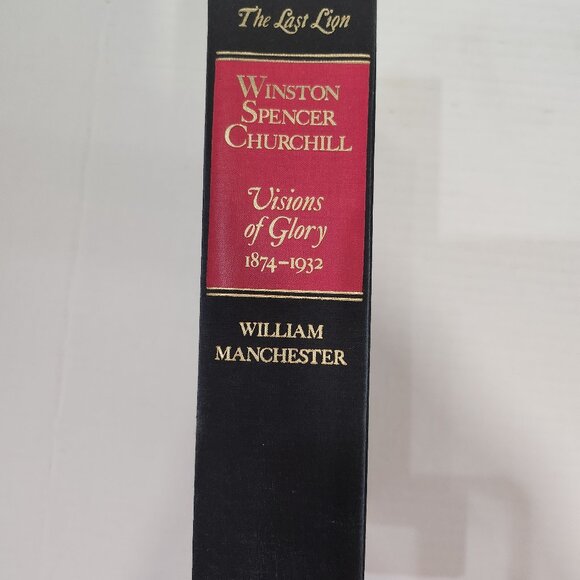 The Last Lion
WINSTON
SPENCER
CHURCHILL
Visions
of Glory
1874–1932
WILLIAM
MANCHESTER